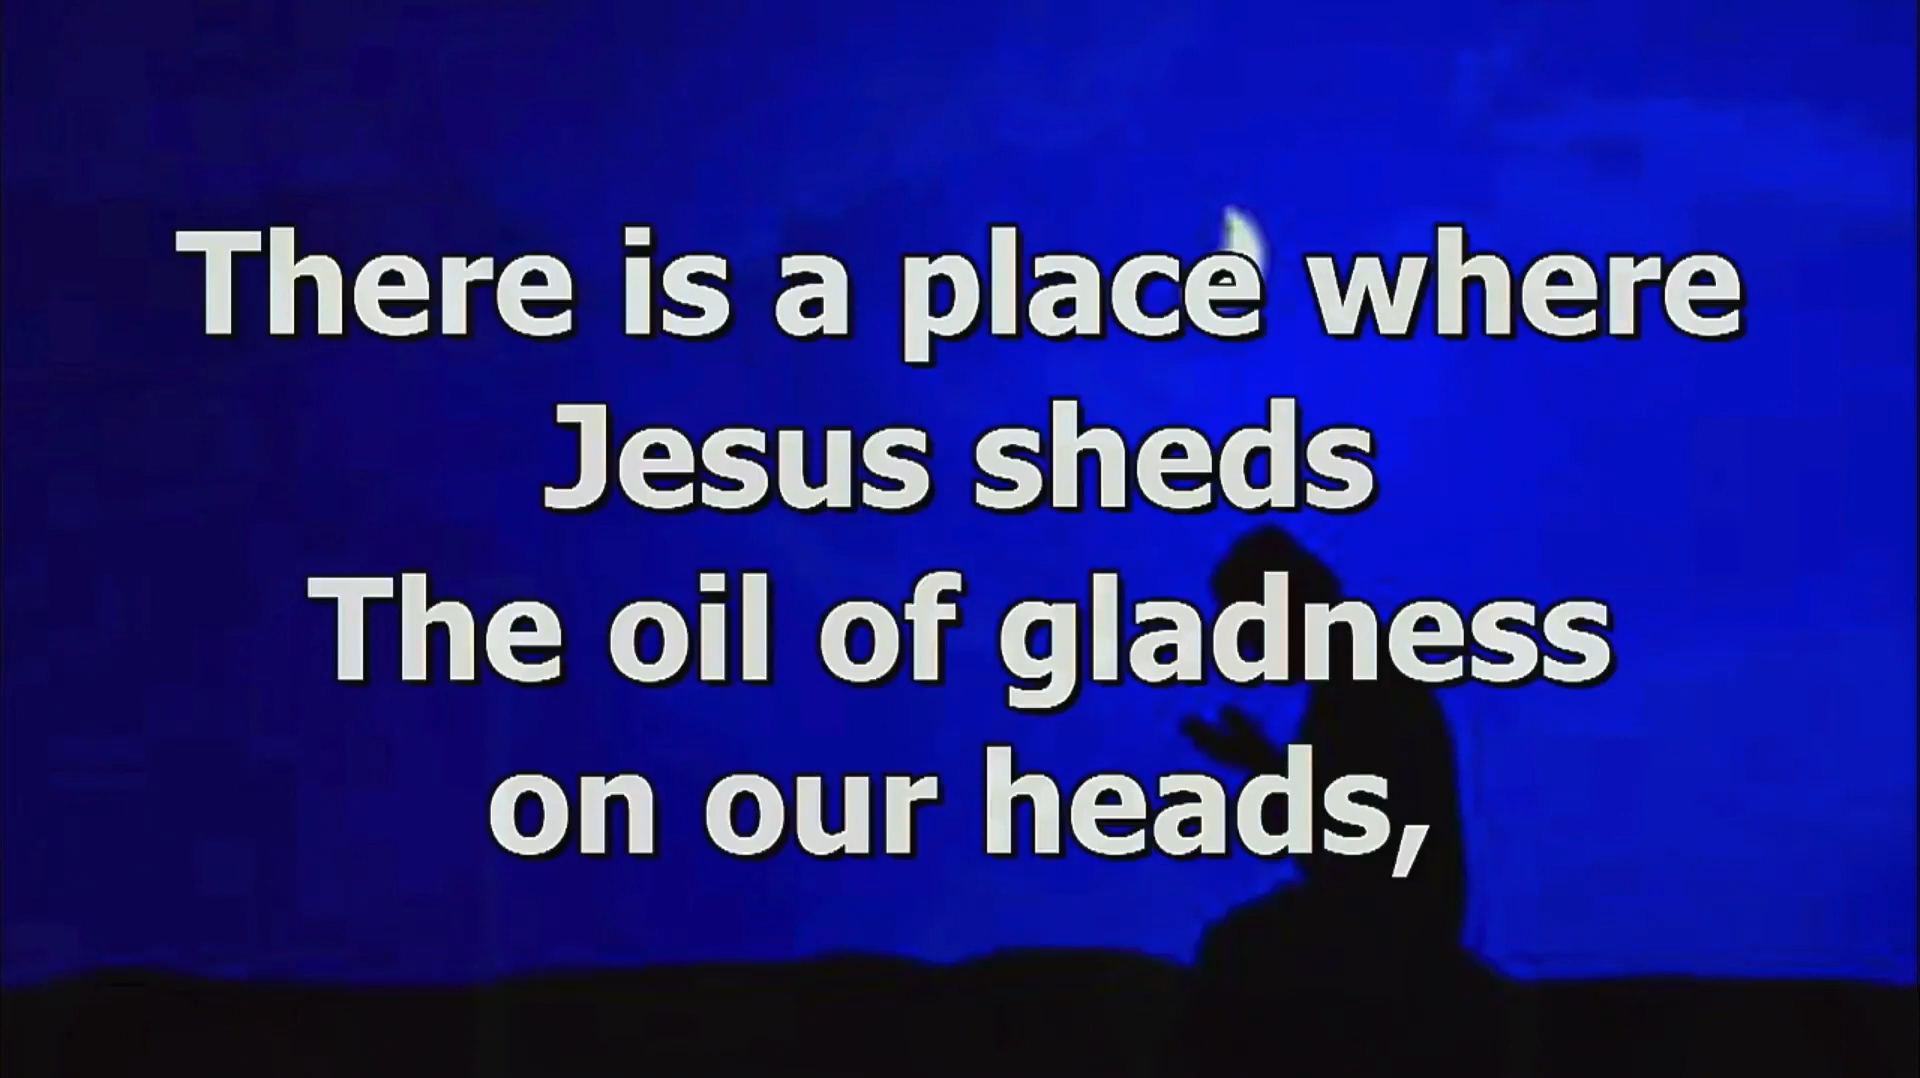 There is a place where
Jesus sheds
The oil of gladness
on our heads,